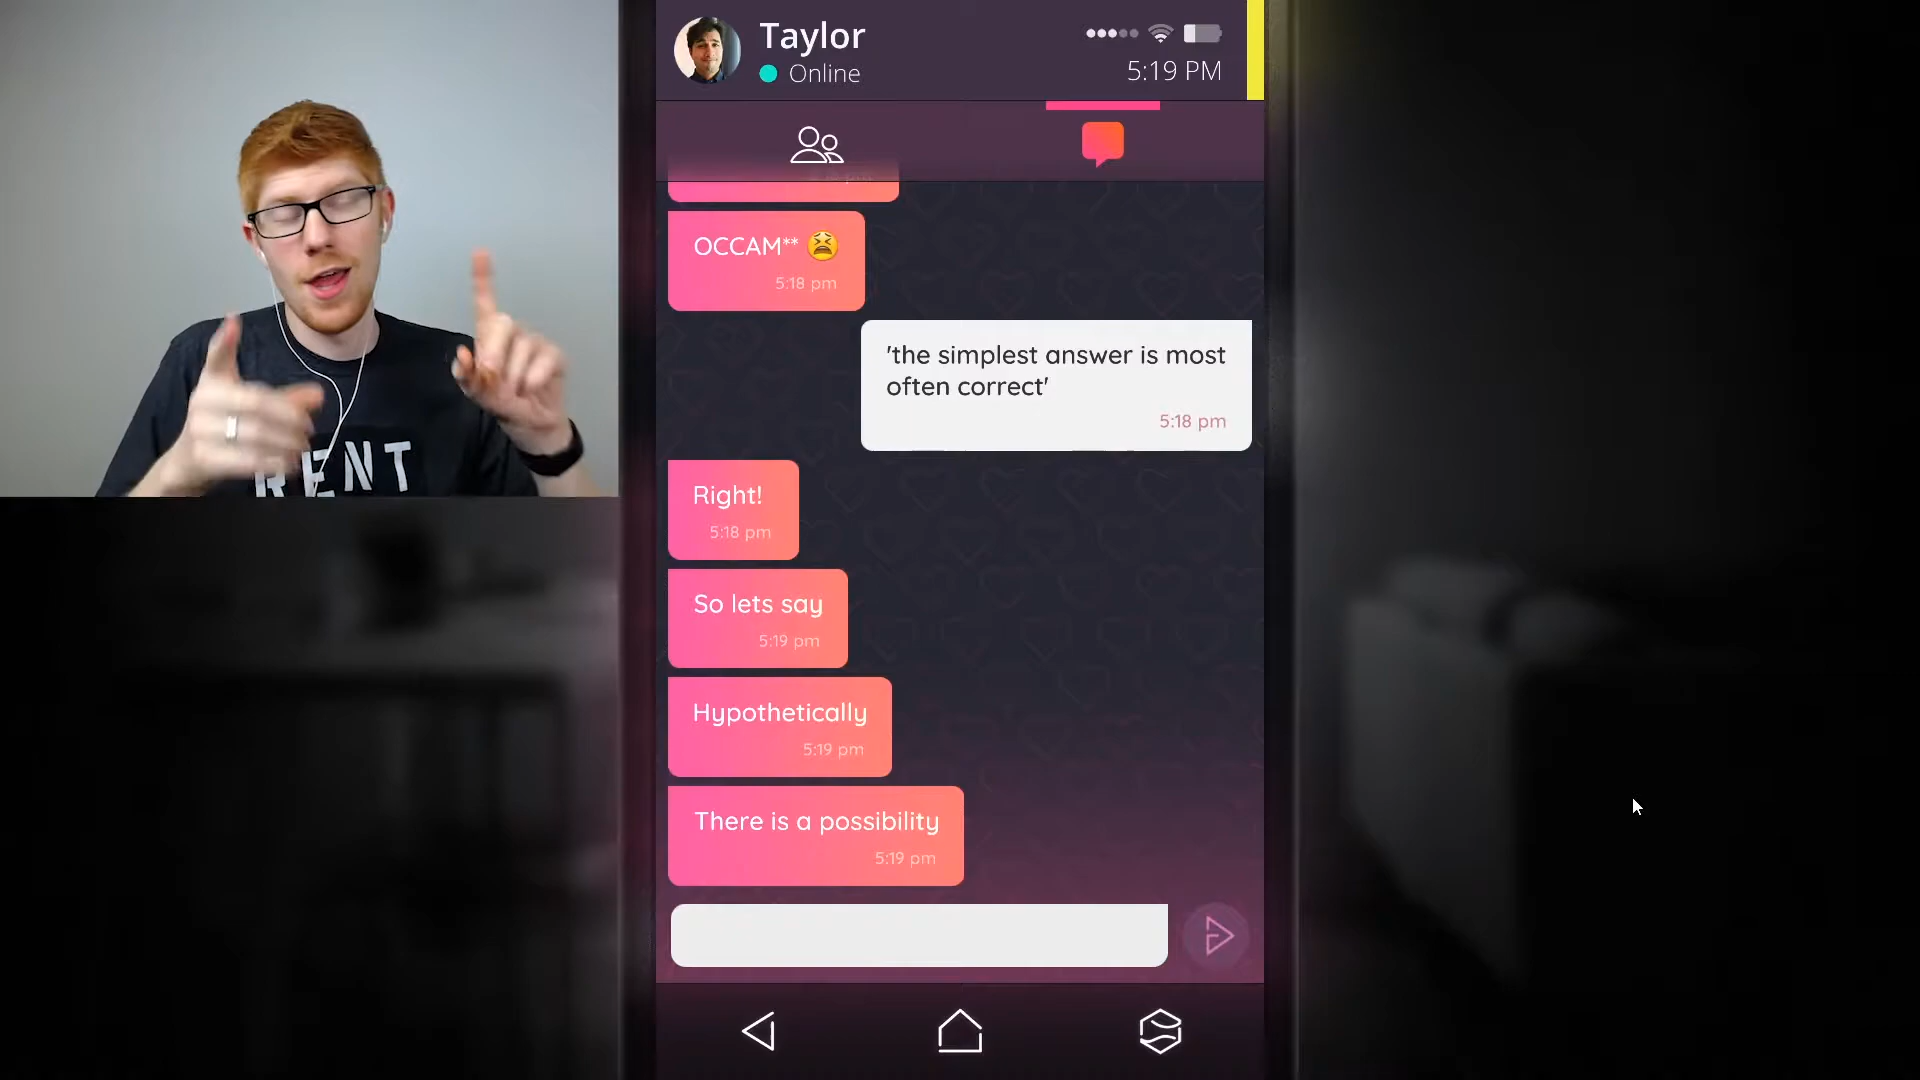 Taylor
Online
5:19 PM
OCCAM** 😫
5:18 pm
'the simplest answer is most
often correct'
5:18 pm
Right!
5:18 pm
So lets say
5:19 pm
Hypothetically
5:19 pm
There is a possibility
5:19 pm
RENT